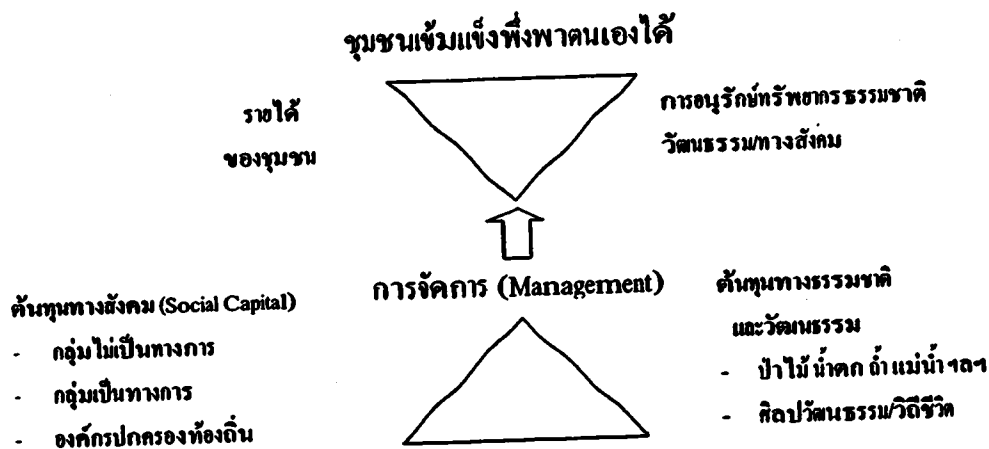 ชุมชนเข้มแข็งพึ่งพาตนเองได้
รายได้
ของชุมชน
การอนุรักษ์ทรัพยากรธรรมชาติ
วัฒนธรรม/ทางสังคม
การจัดการ (Management)
ต้นทุนทางสังคม (Social Capital)
- กลุ่มไม่เป็นทางการ
- กลุ่มเป็นทางการ
- องค์กรปกครองท้องถิ่น
ต้นทุนทางธรรมชาติ
และวัฒนธรรม
- ป่าไม้ น้ำตก ถ้ำ แม่น้ำ ฯลฯ
- ศิลปวัฒนธรรม/วิถีชีวิต